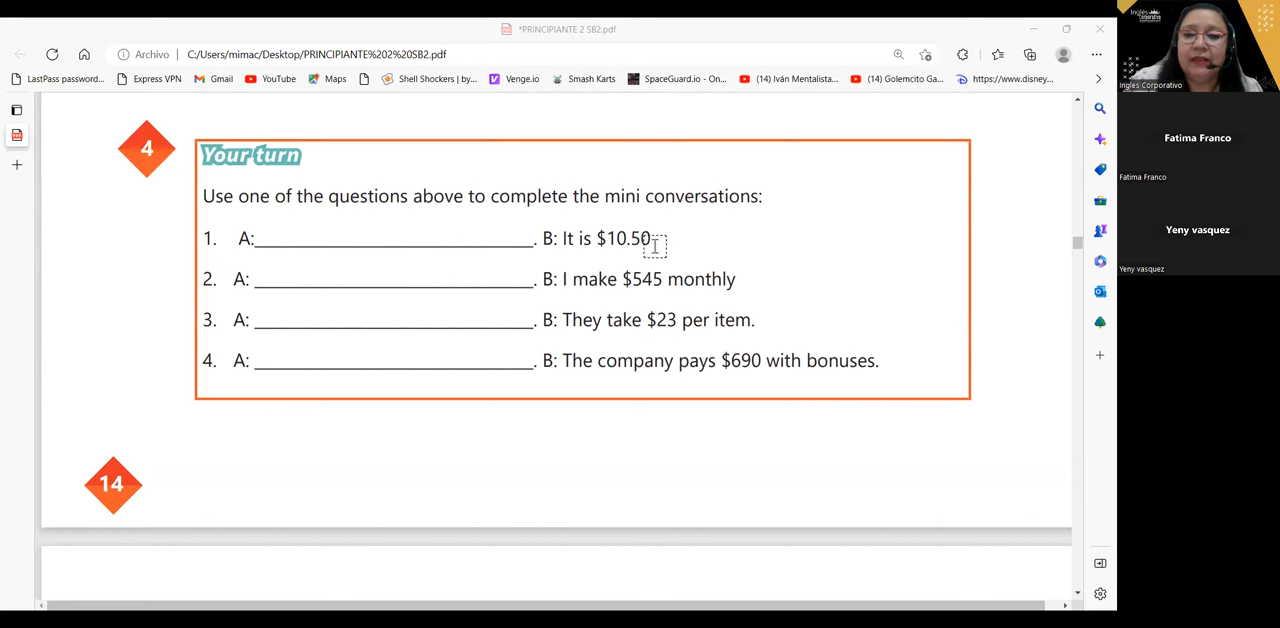 *PRINCIPIANTE 2 SB2.pdf
Archivo | C:/Users/mimac/Desktop/PRINCIPIANTE%202%20SB2.pdf
LastPass password... Express VPN Gmail YouTube Maps Shell Shockers | by... Venge.io Smash Karts SpaceGuard.io - On... (14) Iván Mentalista... (14) Golemcito Ga... https://www.disney...
4
Your turn
Use one of the questions above to complete the mini conversations:
1. A:______________________________. B: It is $10.50
2. A: ______________________________. B: I make $545 monthly
3. A: ______________________________. B: They take $23 per item.
4. A: ______________________________. B: The company pays $690 with bonuses.
14
Inglés
Corporativo
Inglés Corporativo
Fatima Franco
Fatima Franco
Yeny vasquez
Yeny vasquez